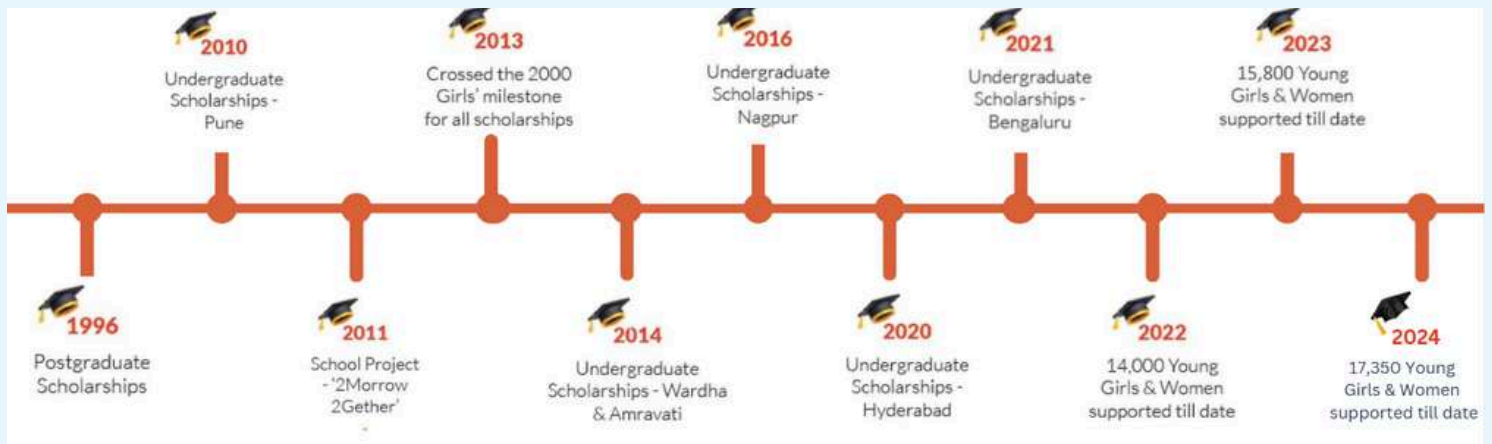 2010
Undergraduate
Scholarships -
Pune
2013
Crossed the 2000
Girls' milestone
for all scholarships
2016
Undergraduate
Scholarships -
Nagpur
2021
Undergraduate
Scholarships -
Bengaluru
2023
15,800 Young
Girls & Women
supported till date
1996
Postgraduate
Scholarships
2011
School Project
- '2Morrow
2Gether'
-
2014
Undergraduate
Scholarships - Wardha
& Amravati
2020
Undergraduate
Scholarships -
Hyderabad
2022
14,000 Young
Girls & Women
supported till date
2024
17,350 Young
Girls & Women
supported till date